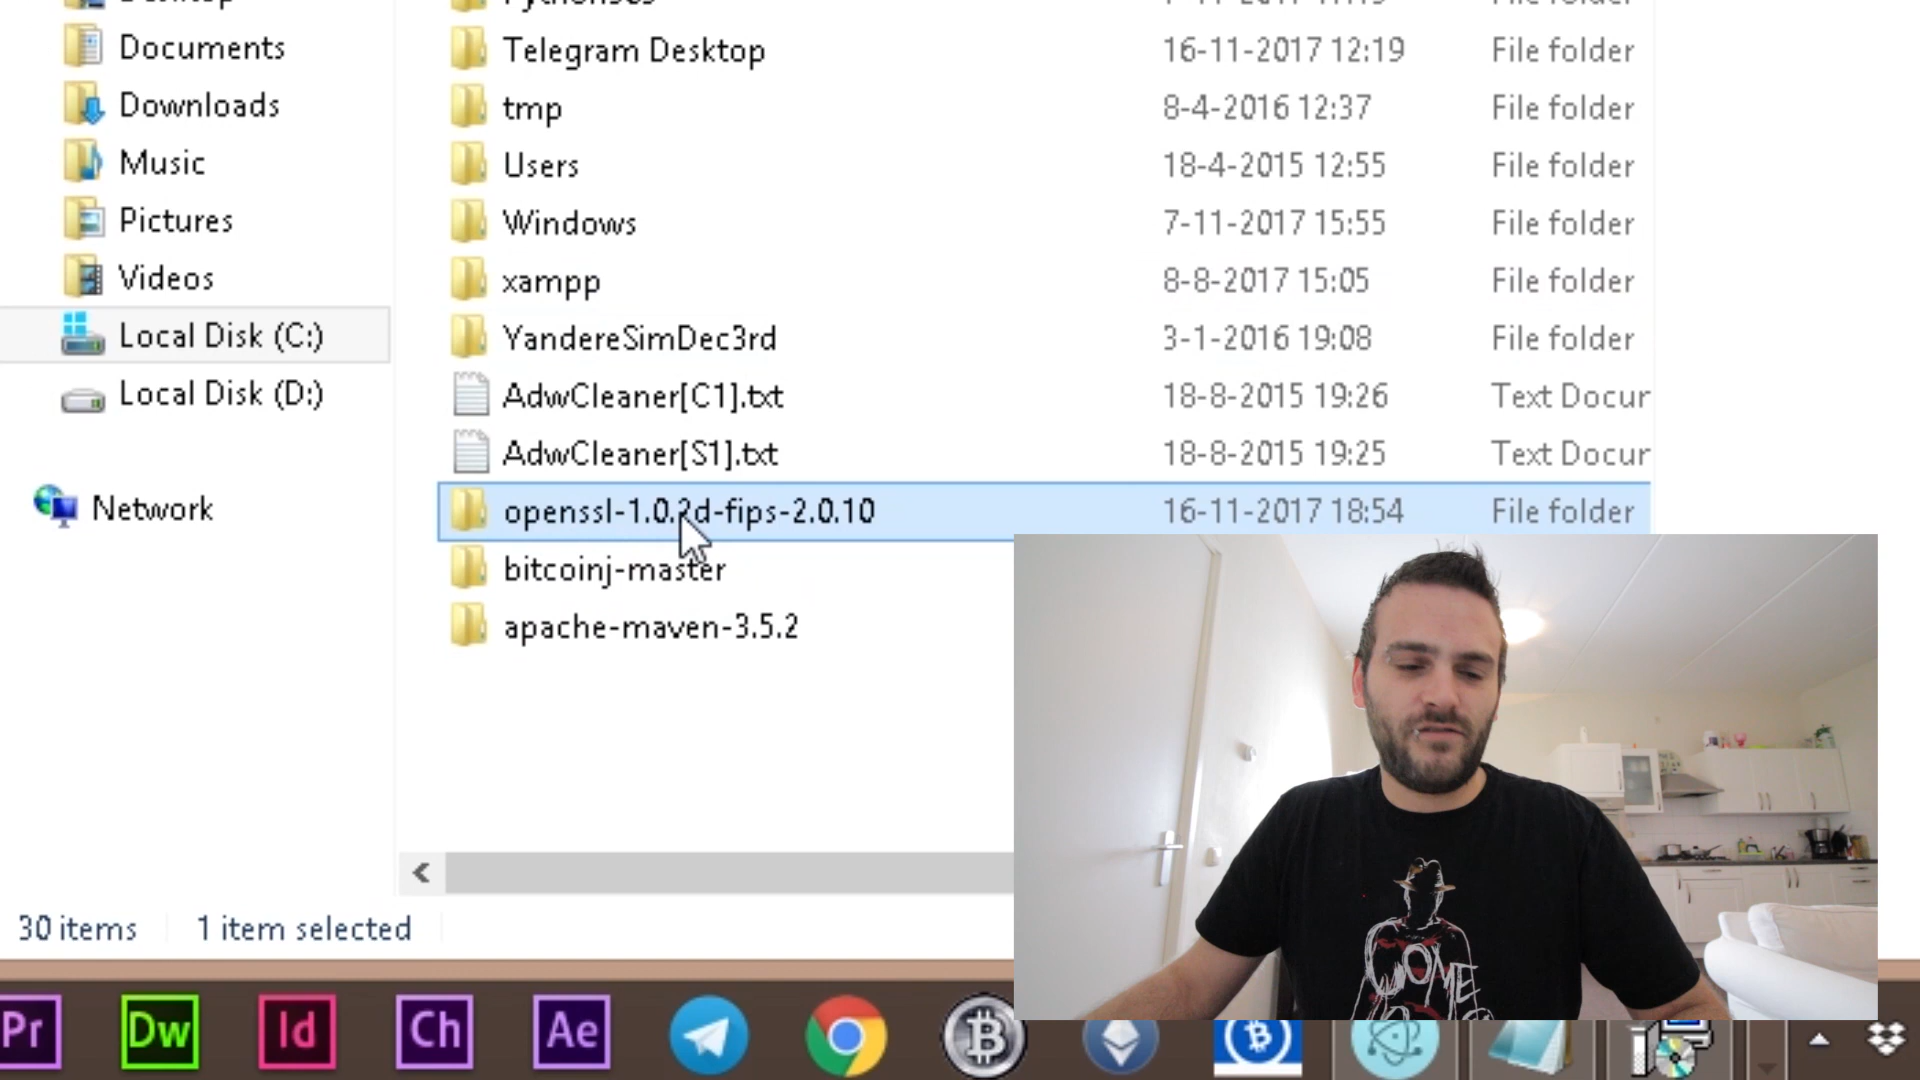 Documents
Downloads
Music
Pictures
Videos
Local Disk (C:)
Local Disk (D:)
Network
Telegram Desktop 16-11-2017 12:19 File folder
tmp 8-4-2016 12:37 File folder
Users 18-4-2015 12:55 File folder
Windows 7-11-2017 15:55 File folder
xampp 8-8-2017 15:05 File folder
YandereSimDec3rd 3-1-2016 19:08 File folder
AdwCleaner[C1].txt 18-8-2015 19:26 Text Docur
AdwCleaner[S1].txt 18-8-2015 19:25 Text Docur
openssl-1.0.2d-fips-2.0.10 16-11-2017 18:54 File folder
bitcoinj-master
apache-maven-3.5.2
30 items 1 item selected
COME
Pr Dw Id Ch Ae